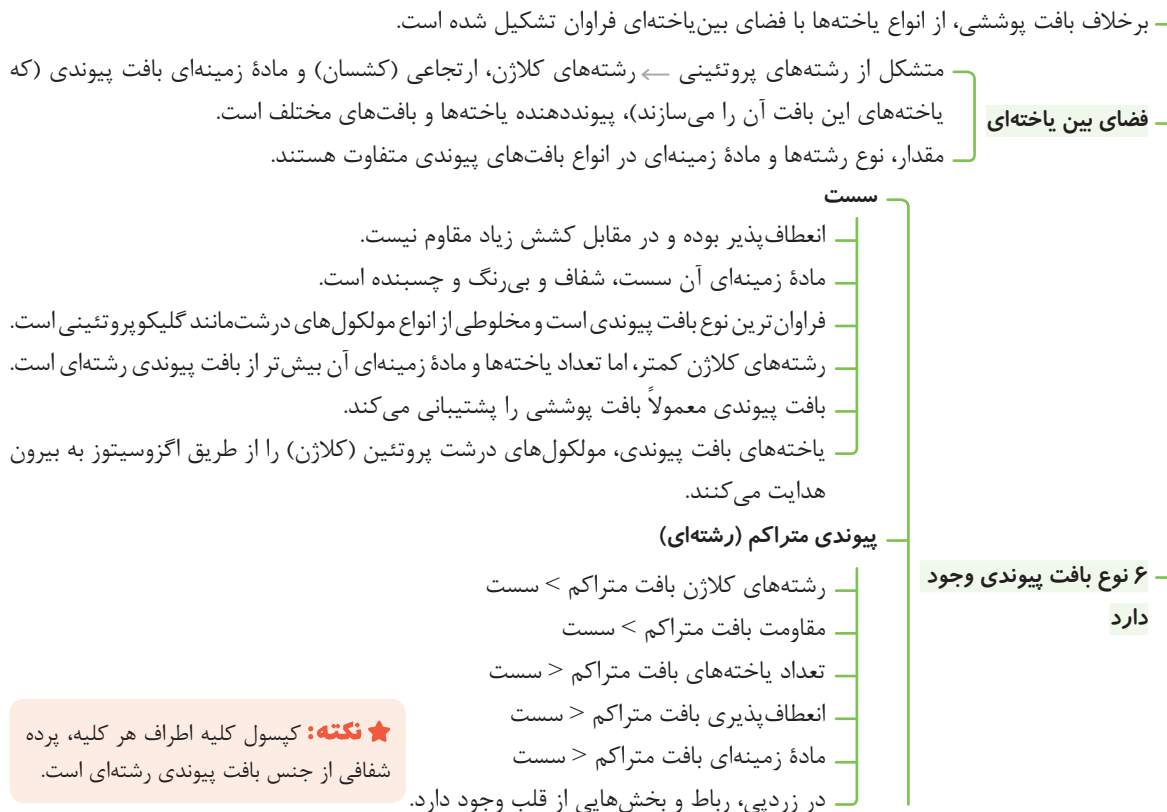 برخلاف بافت پوششی، از انواع یاخته‌ها با فضای بین‌یاخته‌ای فراوان تشکیل شده است.
فضای بین یاخته‌ای
متشکل از رشته‌های پروتئینی ← رشته‌های کلاژن، ارتجاعی (کشسان) و مادهٔ زمینه‌ای بافت پیوندی (که
یاخته‌های این بافت آن را می‌سازند)، پیونددهنده یاخته‌ها و بافت‌های مختلف است.
مقدار، نوع رشته‌ها و مادهٔ زمینه‌ای در انواع بافت‌های پیوندی متفاوت هستند.
۶ نوع بافت پیوندی وجود
دارد
سست
انعطاف‌پذیر بوده و در مقابل کشش زیاد مقاوم نیست.
مادهٔ زمینه‌ای آن سست، شفاف و بی‌رنگ و چسبنده است.
فراوان‌ترین نوع بافت پیوندی است و مخلوطی از انواع مولکول‌های درشت مانند گلیکوپروتئینی است.
رشته‌های کلاژن کمتر، اما تعداد یاخته‌ها و مادهٔ زمینه‌ای آن بیش‌تر از بافت پیوندی رشته‌ای است.
بافت پیوندی معمولاً بافت پوششی را پشتیبانی می‌کند.
یاخته‌های بافت پیوندی، مولکول‌های درشت پروتئین (کلاژن) را از طریق اگزوسیتوز به بیرون
هدایت می‌کنند.
پیوندی متراکم (رشته‌ای)
رشته‌های کلاژن بافت متراکم > سست
مقاومت بافت متراکم > سست
تعداد یاخته‌های بافت متراکم < سست
انعطاف‌پذیری بافت متراکم < سست
مادهٔ زمینه‌ای بافت متراکم < سست
در زردپی، رباط و بخش‌هایی از قلب وجود دارد.
نکته: کپسول کلیه اطراف هر کلیه، پرده
شفافی از جنس بافت پیوندی رشته‌ای است.